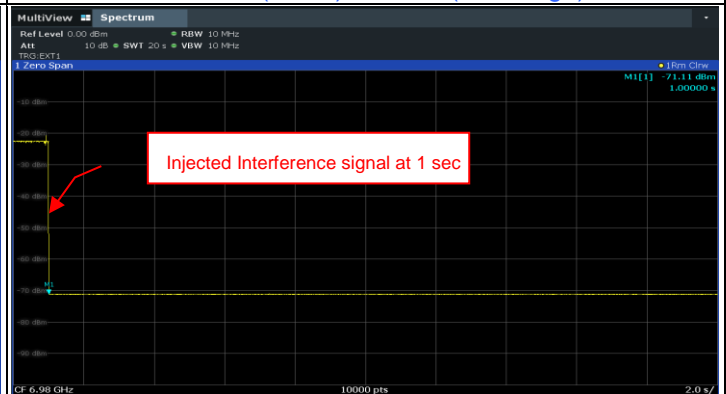 MultiView Spectrum
Ref Level 0.00 dBm RBW 10 MHz
Att 10 dB SWT 20 s VBW 10 MHz
TRG:EXT1
1 Zero Span 1Rm Clrw
M1[1] -71.11 dBm
1.00000 s
-10 dBm
-20 dBm
Injected Interference signal at 1 sec
-30 dBm
-40 dBm
-50 dBm
-60 dBm
M1
-70 dBm
-80 dBm
-90 dBm
CF 6.98 GHz 10000 pts 2.0 s/